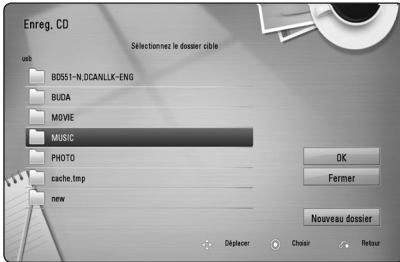 Enreg. CD
Sélectionnez le dossier cible
usb
BD551-N,DCANLLK-ENG
BUDA
MOVIE
MUSIC
PHOTO
cache,tmp
new
OK
Fermer
Nouveau dossier
Déplacer Choisir Retour